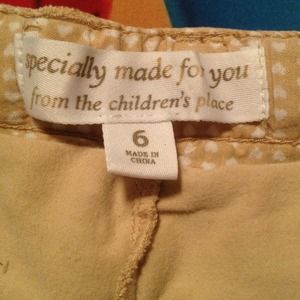 specially made for you
from the children's place
6
MADE IN
CHINA